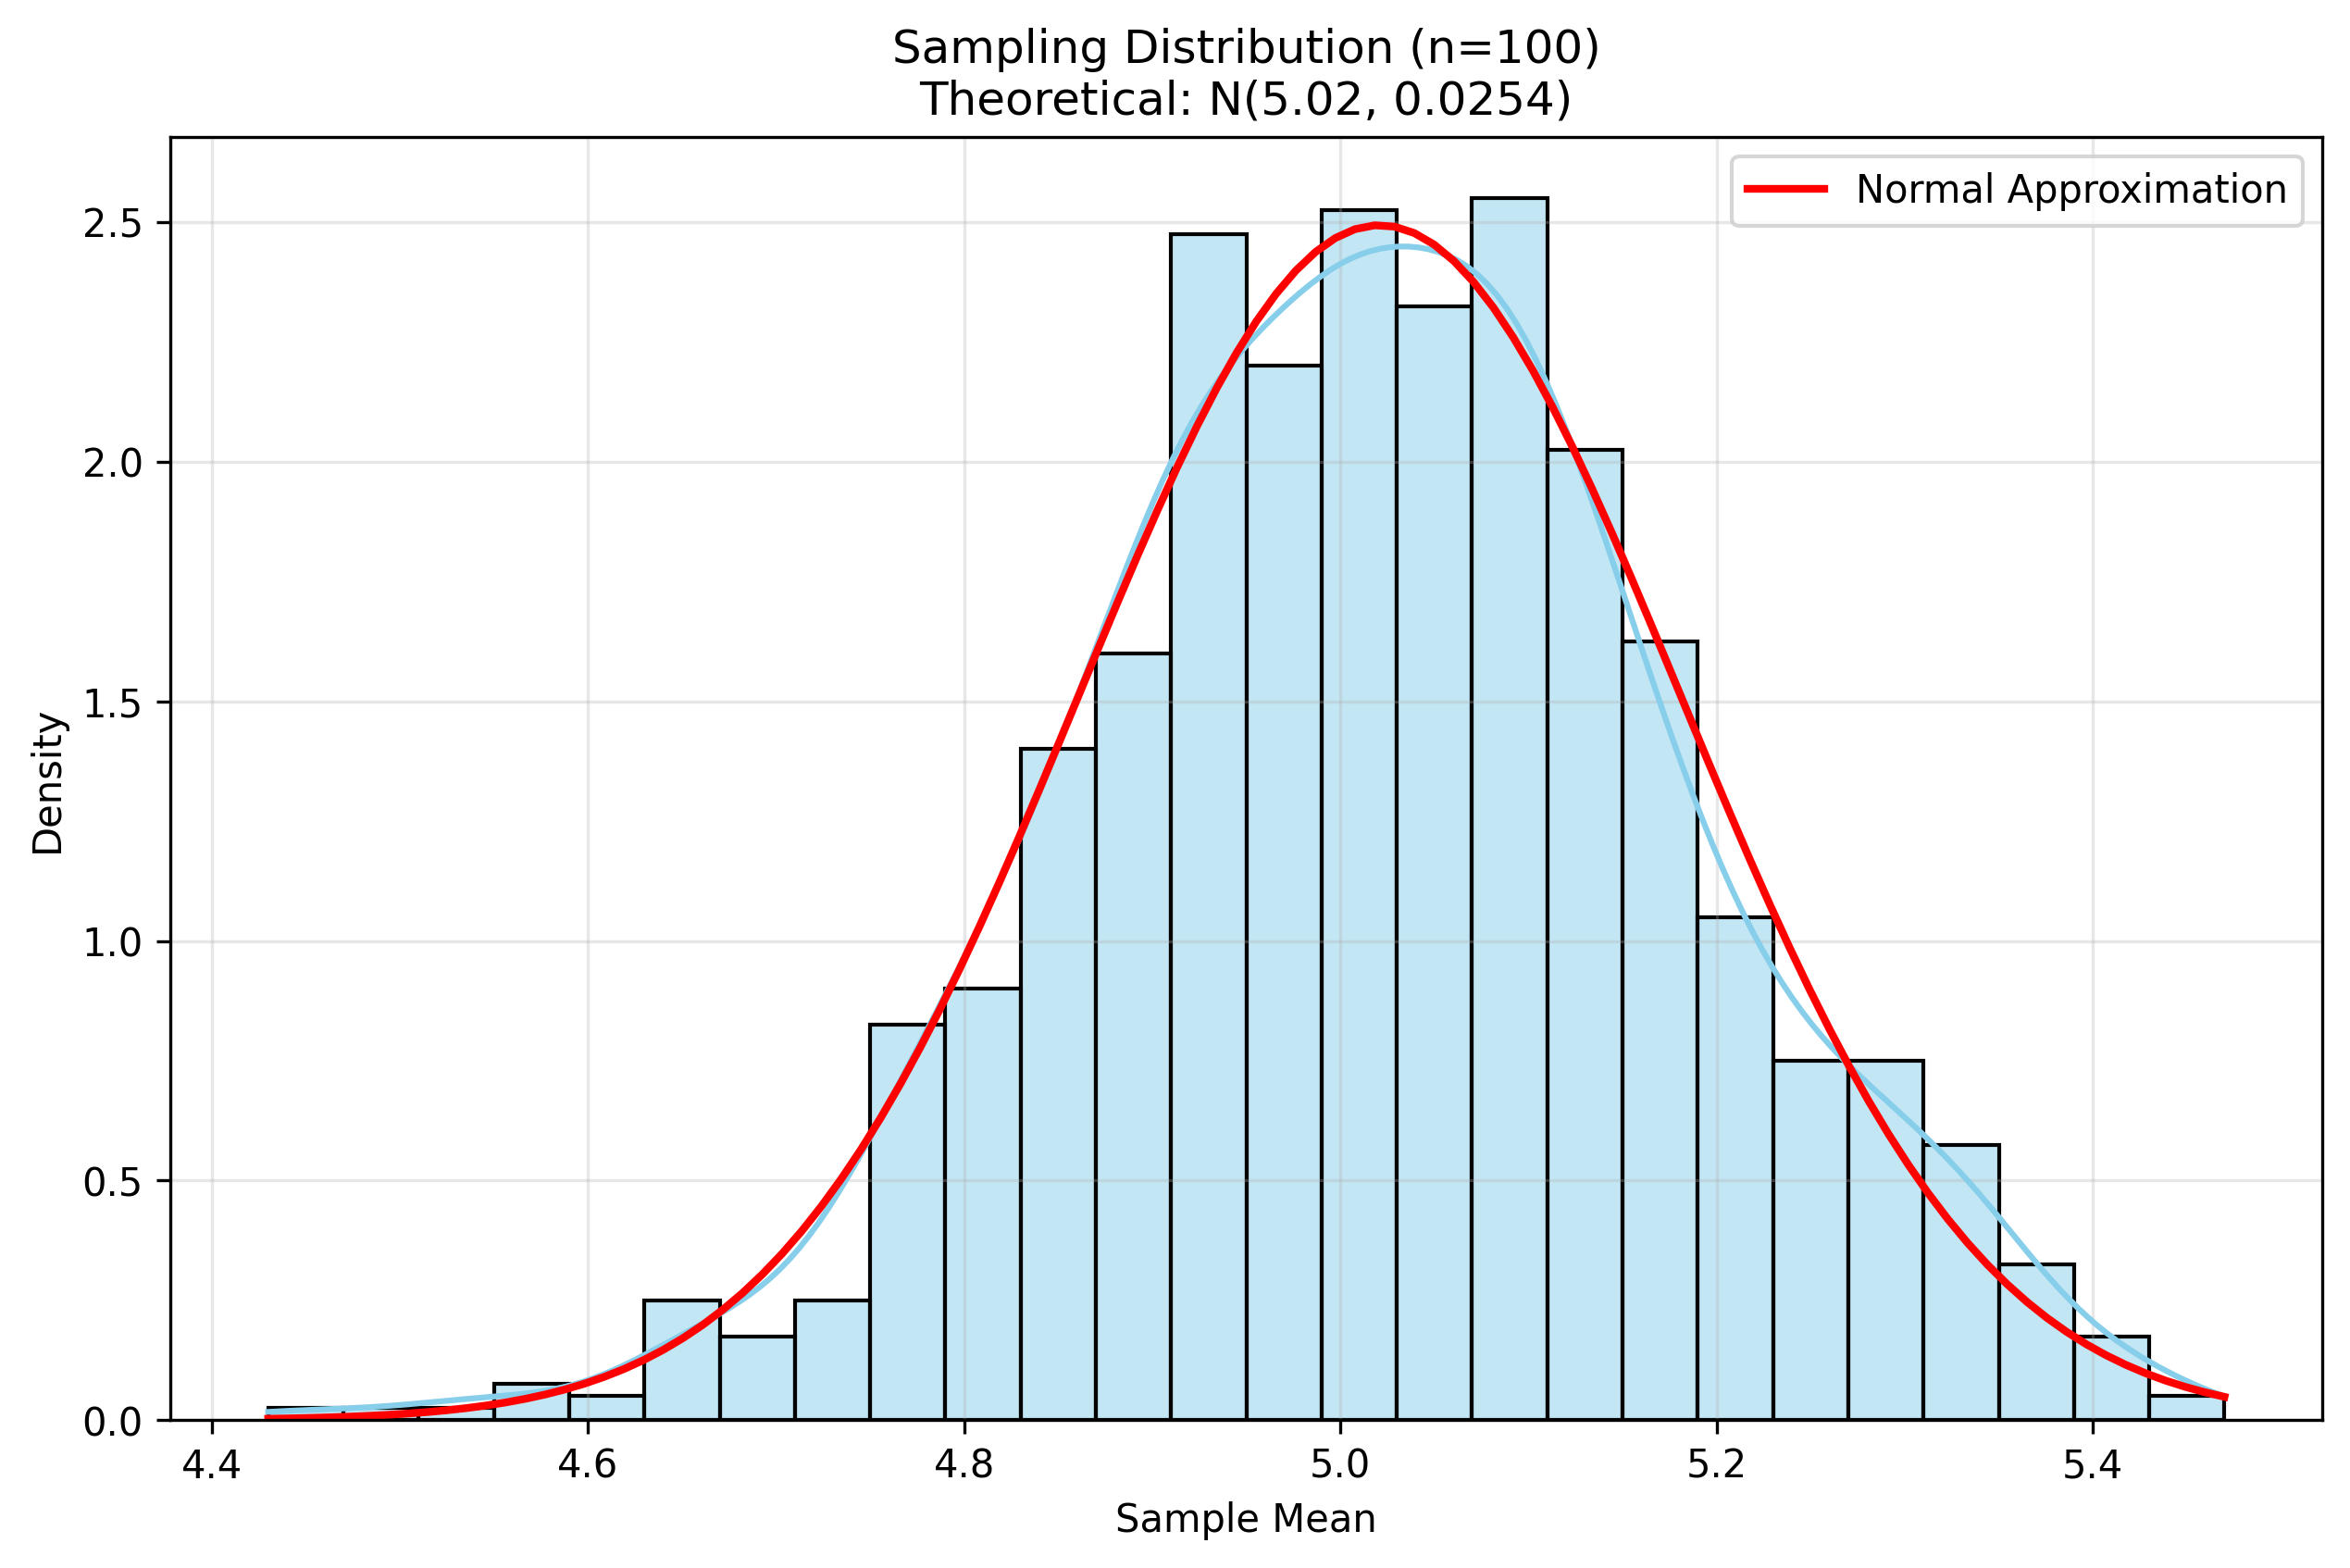 Sampling Distribution (n=100)
Theoretical: N(5.02, 0.0254)
Normal Approximation
2.5
2.0
1.5
1.0
0.5
0.0
Density
4.4 4.6 4.8 5.0 5.2 5.4
Sample Mean